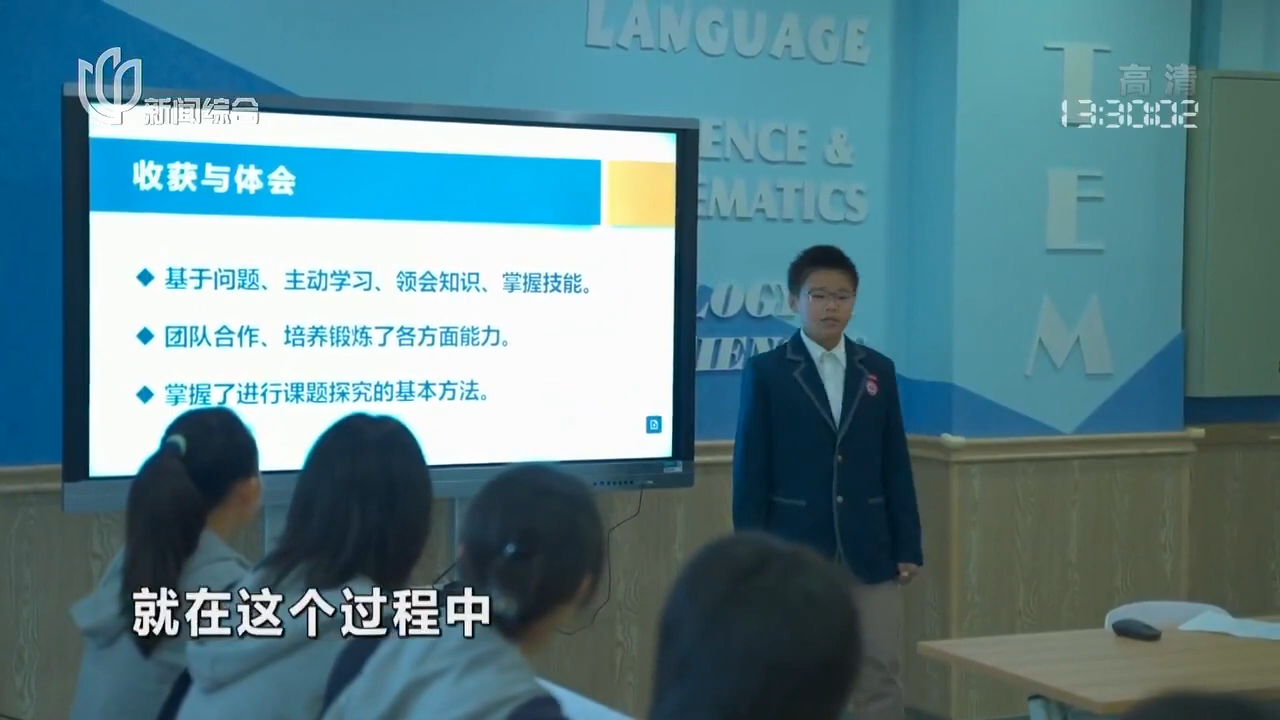 新闻综合
高清
13:30:02
LANGUAGE
ENCE &
EMATICS
LOGY
TEM
收获与体会
◆ 基于问题、主动学习、领会知识、掌握技能。
◆ 团队合作、培养锻炼了各方面能力。
◆ 掌握了进行课题探究的基本方法。
就在这个过程中